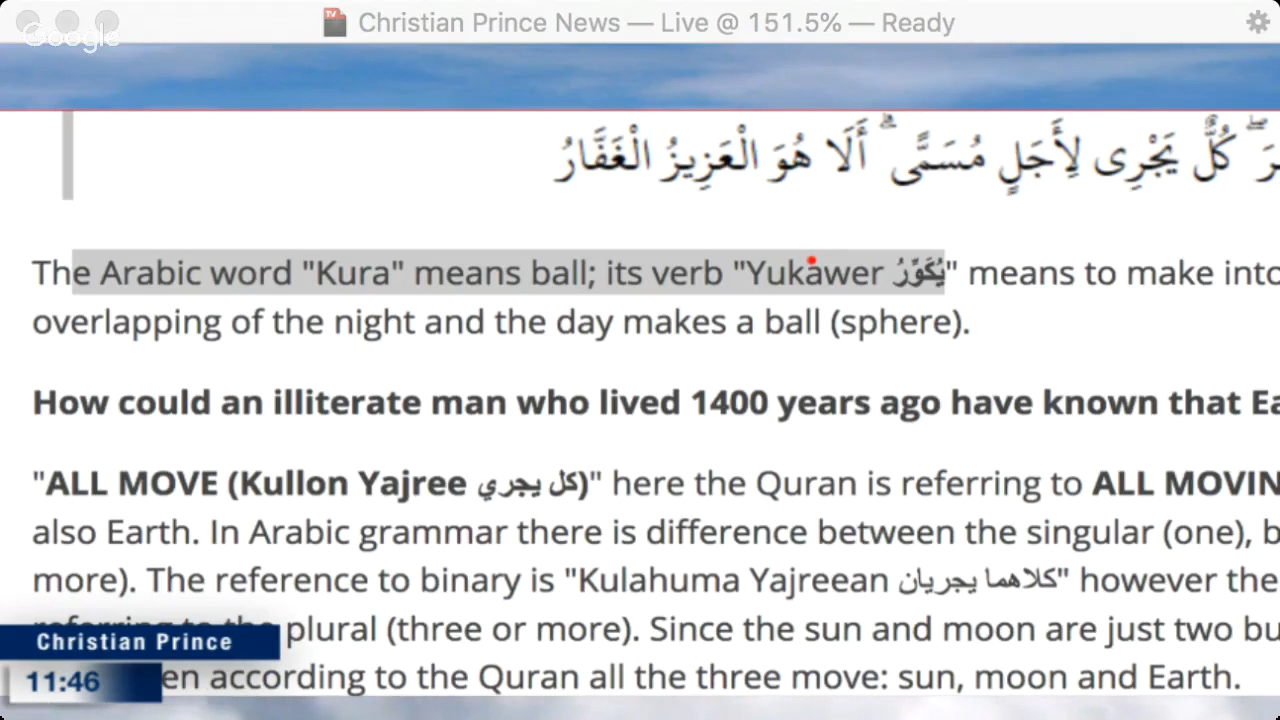 Christian Prince News — Live @ 151.5% — Ready
Google
كُلٌّ يَجْرِى لِأَجَلٍ مُسَمًّى ۗ أَلَا هُوَ الْعَزِيزُ الْغَفَّارُ
The Arabic word "Kura" means ball; its verb "Yukawer يُكَوِّرُ" means to make into
overlapping of the night and the day makes a ball (sphere).
How could an illiterate man who lived 1400 years ago have known that Ea
"ALL MOVE (Kullon Yajree كل يجري)" here the Quran is referring to ALL MOVIN
also Earth. In Arabic grammar there is difference between the singular (one), b
more). The reference to binary is "Kulahuma Yajreean كلاهما يجريان" however the
referring to the plural (three or more). Since the sun and moon are just two bu
en according to the Quran all the three move: sun, moon and Earth.
Christian Prince
11:46